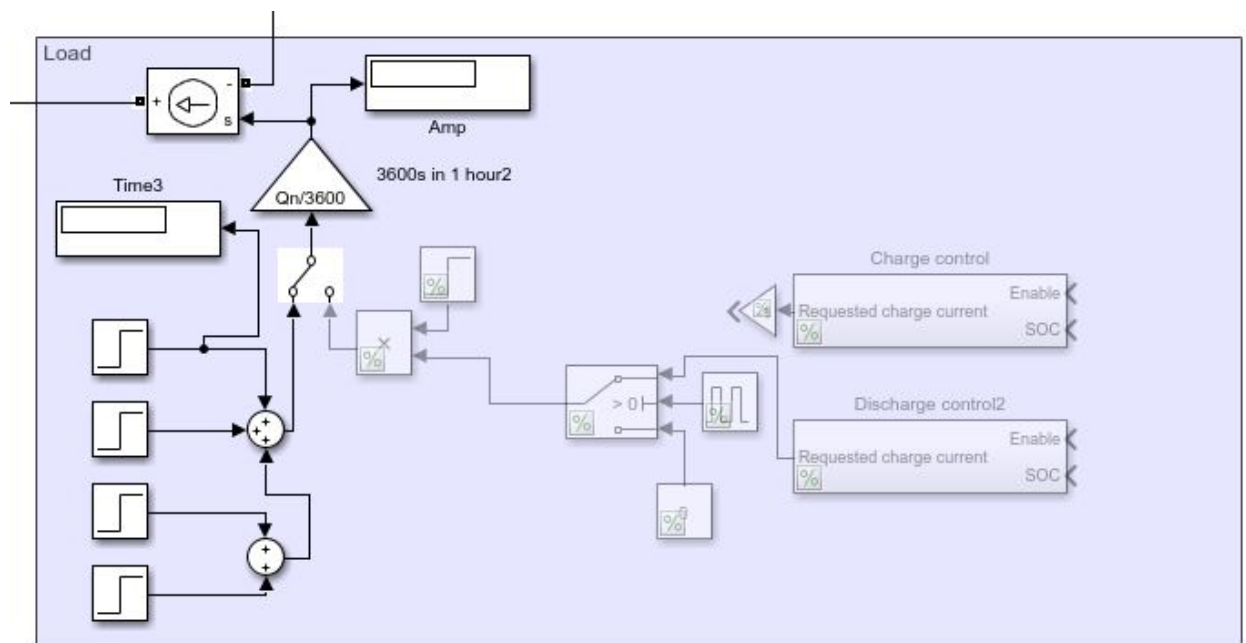 Load
+
-
s
Amp
3600s in 1 hour2
Time3
Qn/3600
%
×
%
Charge control
Enable
Requested charge current
SOC
%
> 0
%
%
Discharge control2
Enable
Requested charge current
SOC
%
%
+
+
+
+
+